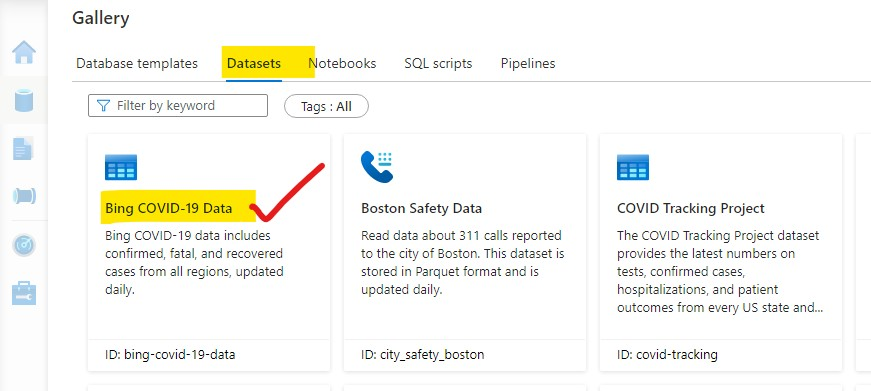 Gallery
Database templates
Datasets
Notebooks
SQL scripts
Pipelines
Filter by keyword
Tags : All
Bing COVID-19 Data
Bing COVID-19 data includes
confirmed, fatal, and recovered
cases from all regions, updated
daily.
ID: bing-covid-19-data
Boston Safety Data
Read data about 311 calls reported
to the city of Boston. This dataset is
stored in Parquet format and is
updated daily.
ID: city_safety_boston
COVID Tracking Project
The COVID Tracking Project dataset
provides the latest numbers on
tests, confirmed cases,
hospitalizations, and patient
outcomes from every US state and...
ID: covid-tracking